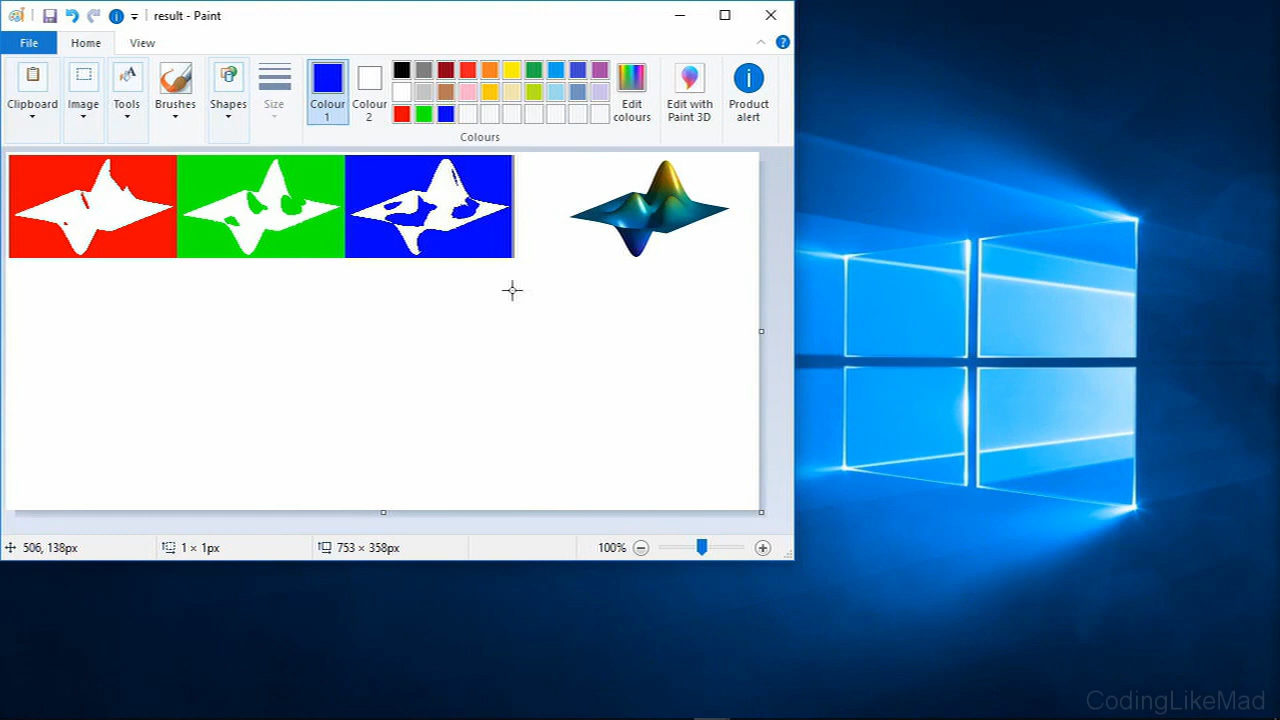 result - Paint
File Home View
Clipboard Image Tools Brushes Shapes Size Colour 1 Colour 2 Edit colours Edit with Paint 3D Product alert
Colours
506, 138px 1 × 1px 753 × 358px 100%
CodingLikeMad